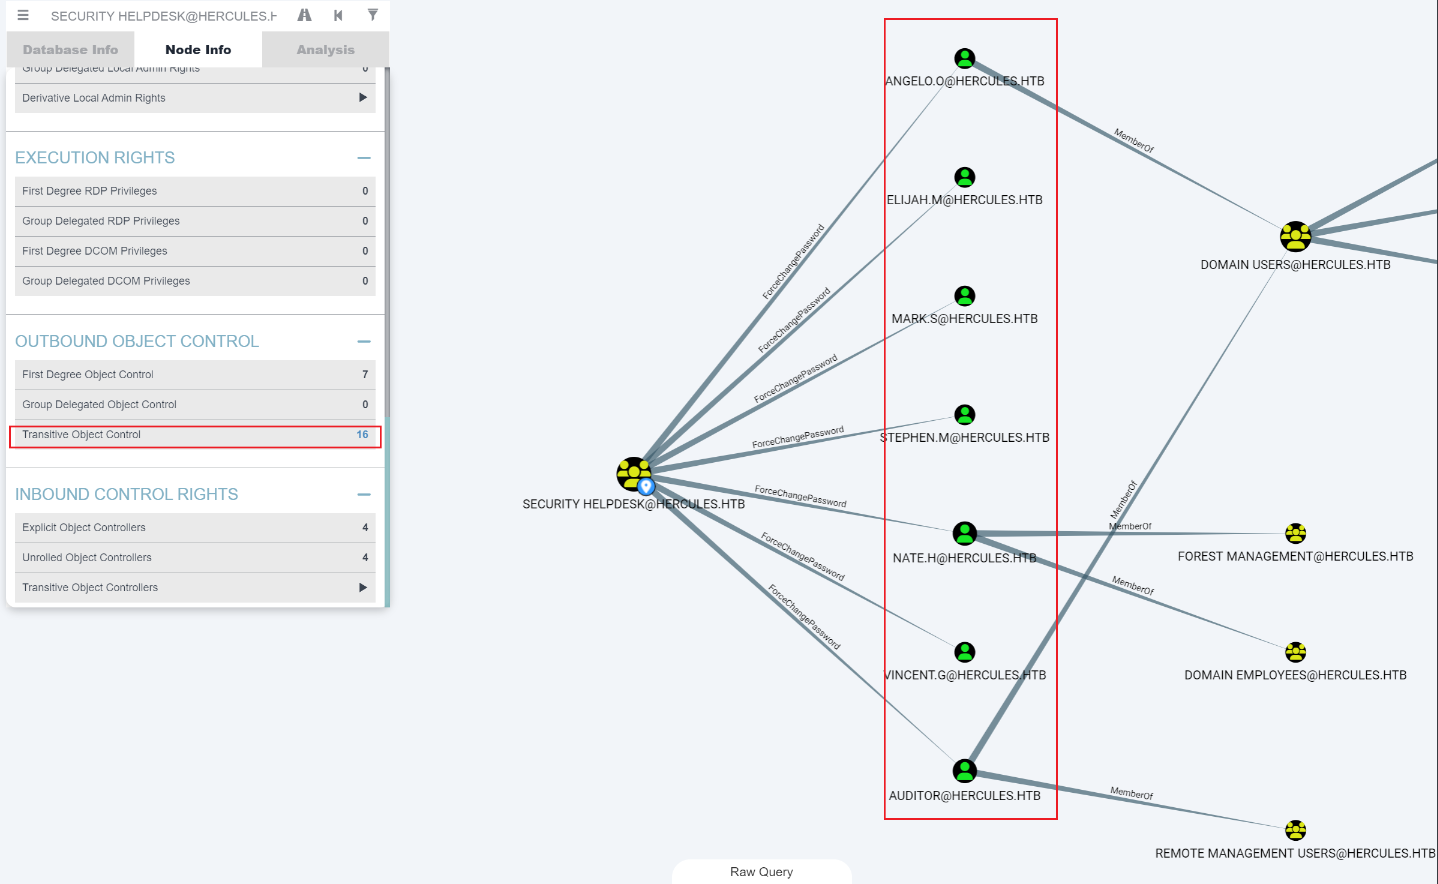 SECURITY HELPDESK@HERCULES.H
Database Info
Node Info
Analysis
Group Delegated Local Admin Rights 0
Derivative Local Admin Rights
EXECUTION RIGHTS
First Degree RDP Privileges 0
Group Delegated RDP Privileges 0
First Degree DCOM Privileges 0
Group Delegated DCOM Privileges 0
OUTBOUND OBJECT CONTROL
First Degree Object Control 7
Group Delegated Object Control 0
Transitive Object Control 16
INBOUND CONTROL RIGHTS
Explicit Object Controllers 4
Unrolled Object Controllers 4
Transitive Object Controllers
ANGELO.O@HERCULES.HTB
MemberOf
ELIJAH.M@HERCULES.HTB
ForceChangePassword
DOMAIN USERS@HERCULES.HTB
ForceChangePassword
MARK.S@HERCULES.HTB
ForceChangePassword
STEPHEN.M@HERCULES.HTB
ForceChangePassword
SECURITY HELPDESK@HERCULES.HTB
ForceChangePassword
MemberOf
MemberOf
NATE.H@HERCULES.HTB
FOREST MANAGEMENT@HERCULES.HTB
ForceChangePassword
MemberOf
ForceChangePassword
VINCENT.G@HERCULES.HTB
DOMAIN EMPLOYEES@HERCULES.HTB
AUDITOR@HERCULES.HTB
MemberOf
REMOTE MANAGEMENT USERS@HERCULES.HTB
Raw Query